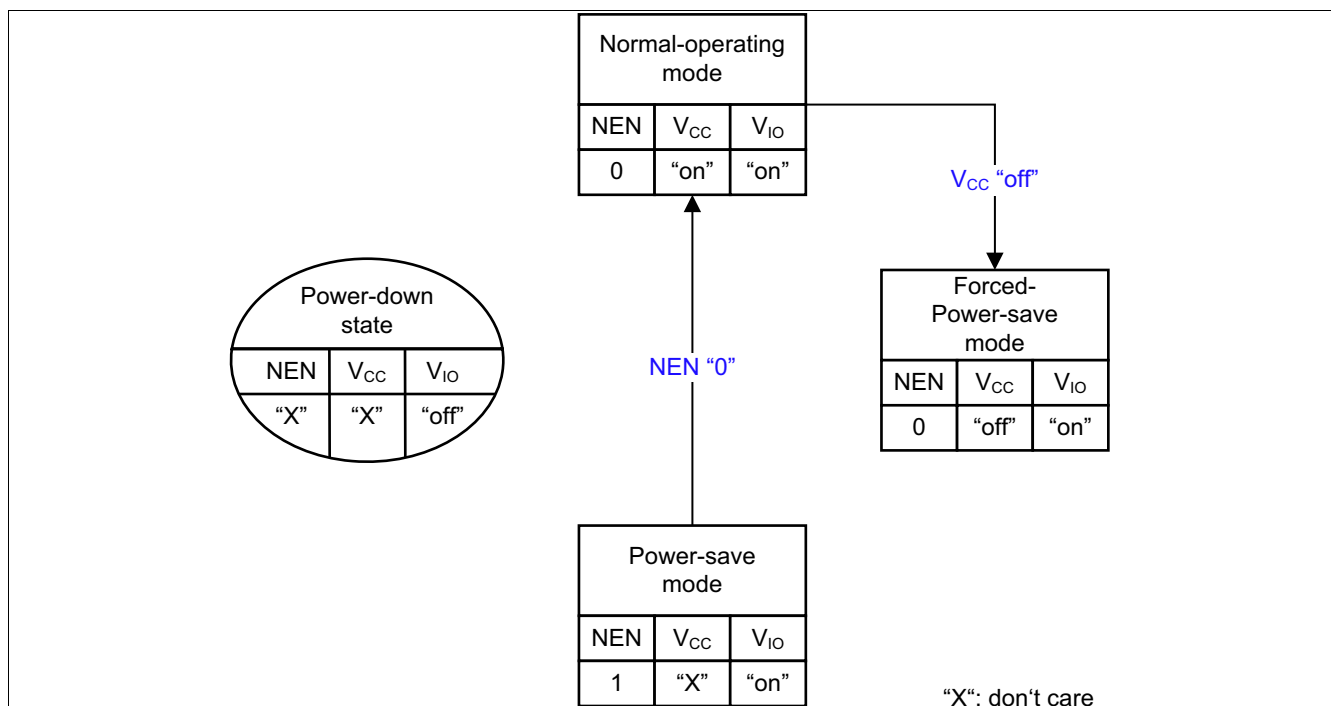 Normal-operating
mode
NEN VCC VIO
0 “on” “on”
VCC “off”
Power-down
state
NEN VCC VIO
“X” “X” “off”
NEN “0”
Forced-
Power-save
mode
NEN VCC VIO
0 “off” “on”
Power-save
mode
NEN VCC VIO
1 “X” “on”
“X“: don‘t care